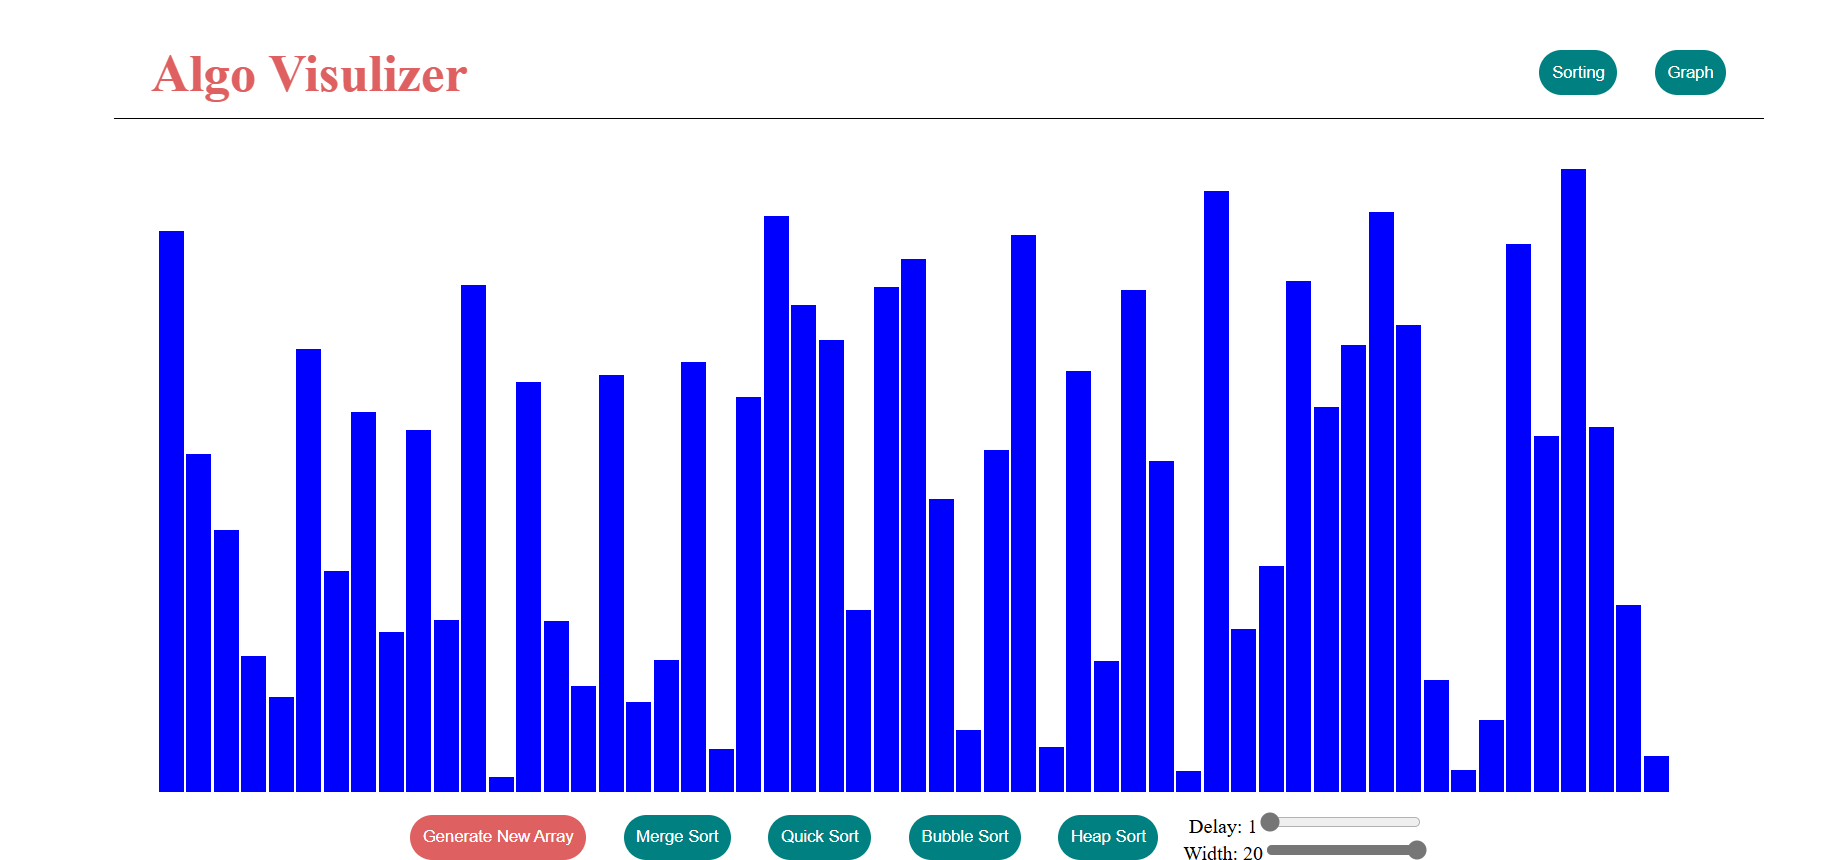 Algo Visulizer
Sorting
Graph
Generate New Array
Merge Sort
Quick Sort
Bubble Sort
Heap Sort
Delay: 1
Width: 20